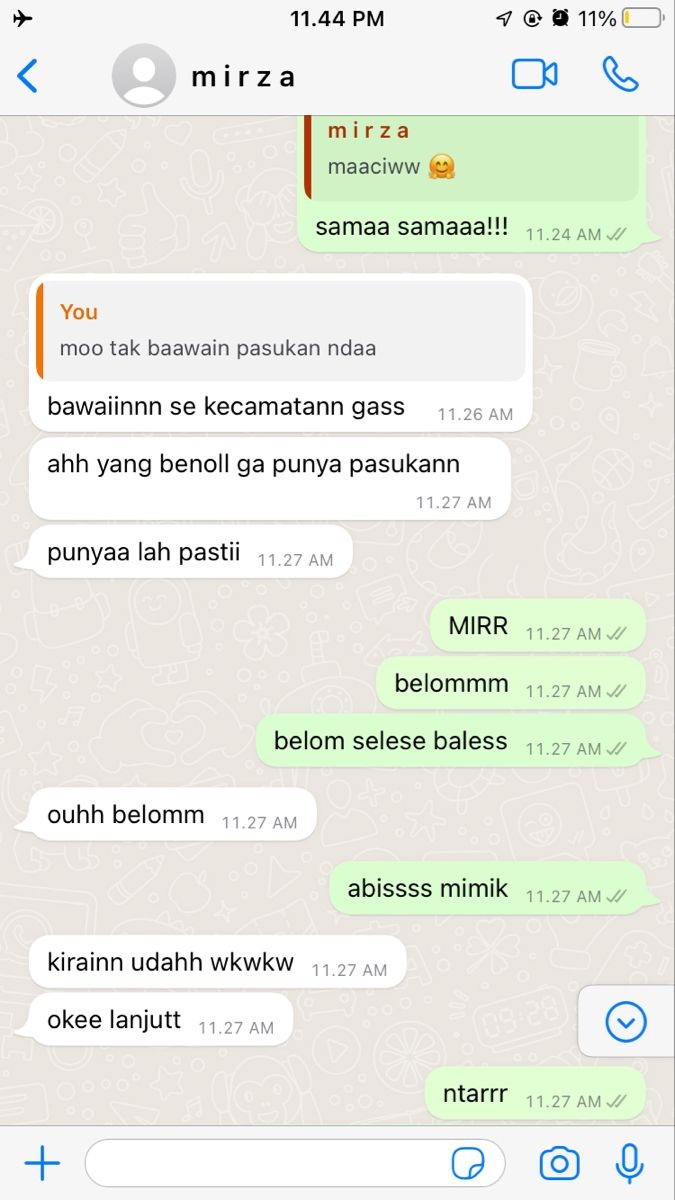 11.44 PM
11%
m i r z a
m i r z a
maaciww 🤗
samaa samaaa!!! 11.24 AM
You
moo tak baawain pasukan ndaa
bawaiinnn se kecamatann gass 11.26 AM
ahh yang benoll ga punya pasukann
11.27 AM
punyaa lah pastii 11.27 AM
MIRR 11.27 AM
belommm 11.27 AM
belom selese baless 11.27 AM
ouhh belomm 11.27 AM
abissss mimik 11.27 AM
kirainn udahh wkwkw 11.27 AM
okee lanjutt 11.27 AM
ntarrr 11.27 AM